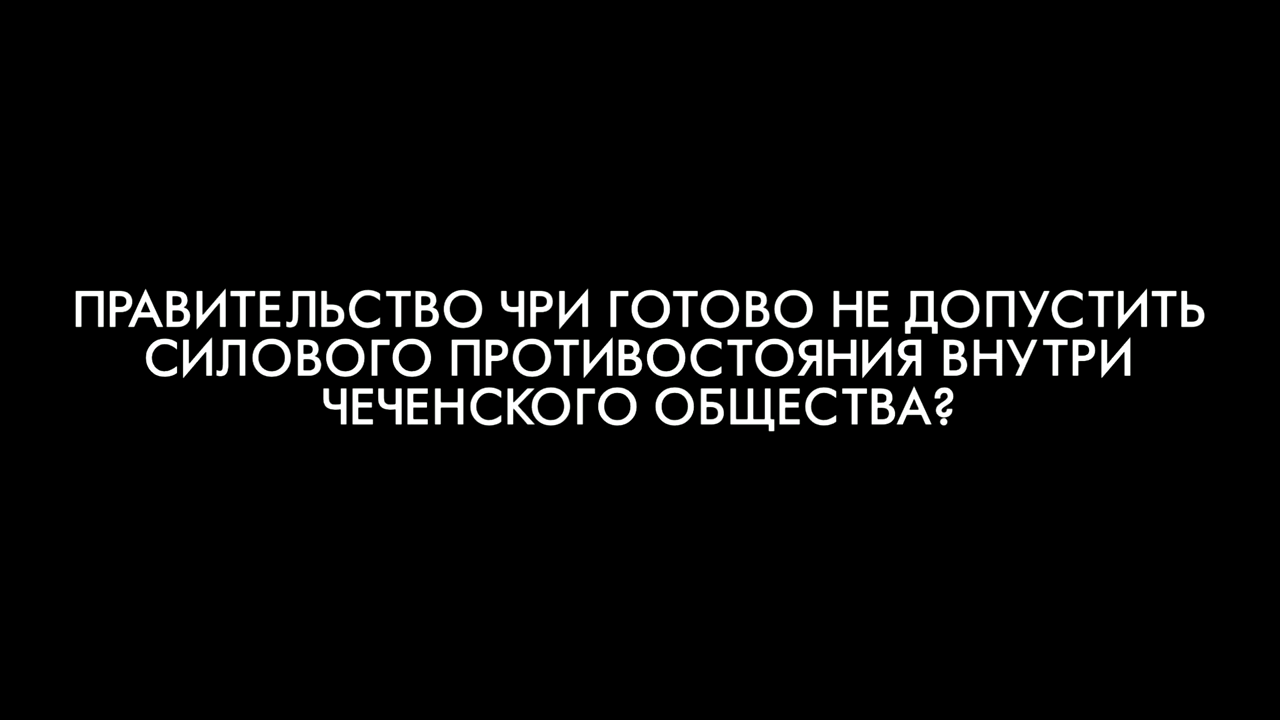 ПРАВИТЕЛЬСТВО ЧРИ ГОТОВО НЕ ДОПУСТИТЬ
СИЛОВОГО ПРОТИВОСТОЯНИЯ ВНУТРИ
ЧЕЧЕНСКОГО ОБЩЕСТВА?